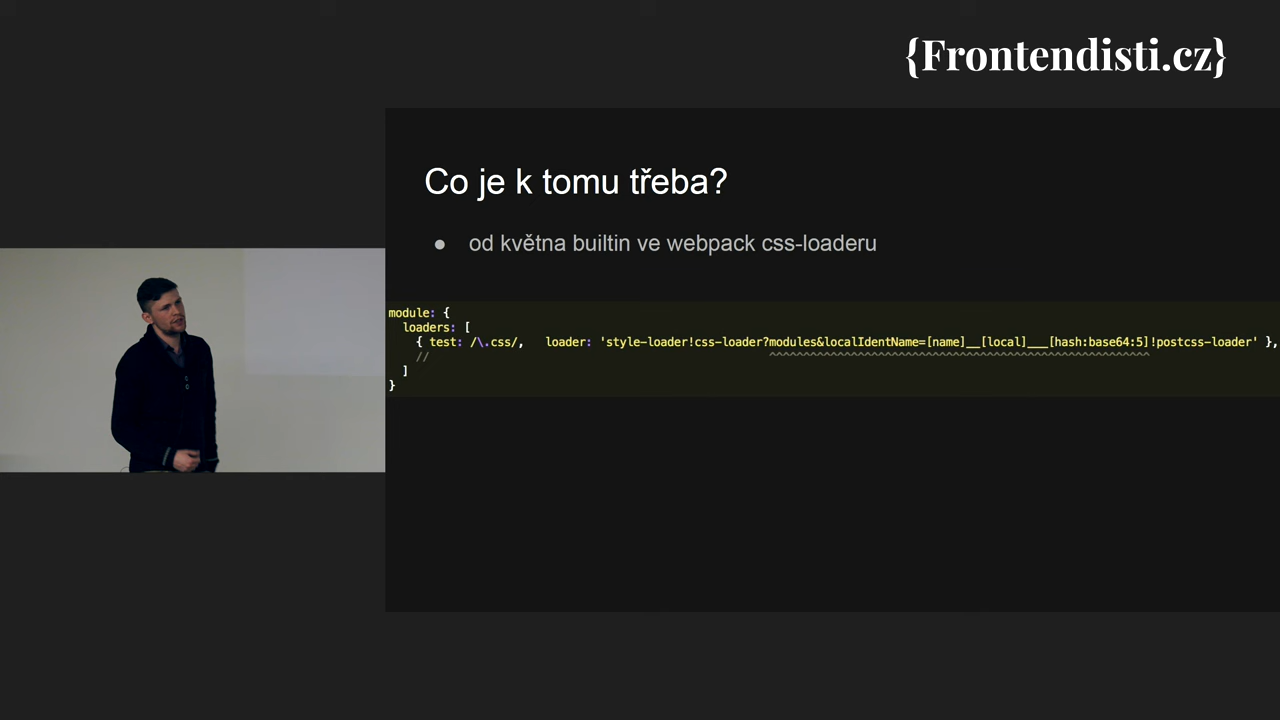 {Frontendisti.cz}
Co je k tomu třeba?
● od května builtin ve webpack css-loaderu
module: {
loaders: [
{ test: /\.css/, loader: 'style-loader!css-loader?modules&localIdentName=[name]__[local]___[hash:base64:5]!postcss-loader' },
// ^^^^^^^^^^^^^^^^^^^^^^^^^^^^^^^^^^^^^^^^^^^^^^^^^^^^^^^^
]
}